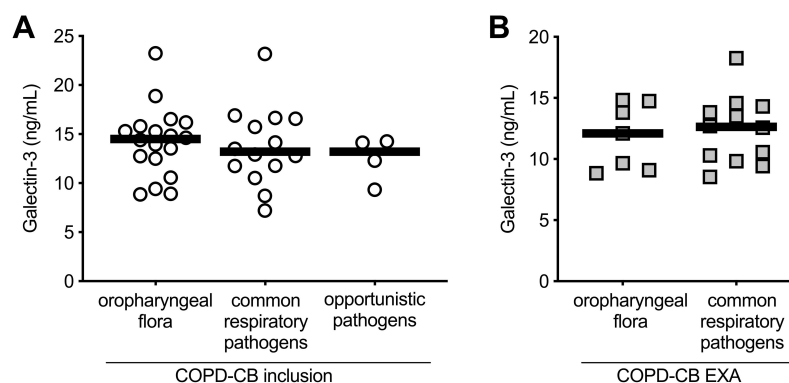 A
Galectin-3 (ng/mL)
25
20
15
10
5
0
oropharyngeal
flora
common
respiratory
pathogens
opportunistic
pathogens
COPD-CB inclusion
B
Galectin-3 (ng/mL)
20
15
10
5
0
oropharyngeal
flora
common
respiratory
pathogens
COPD-CB EXA